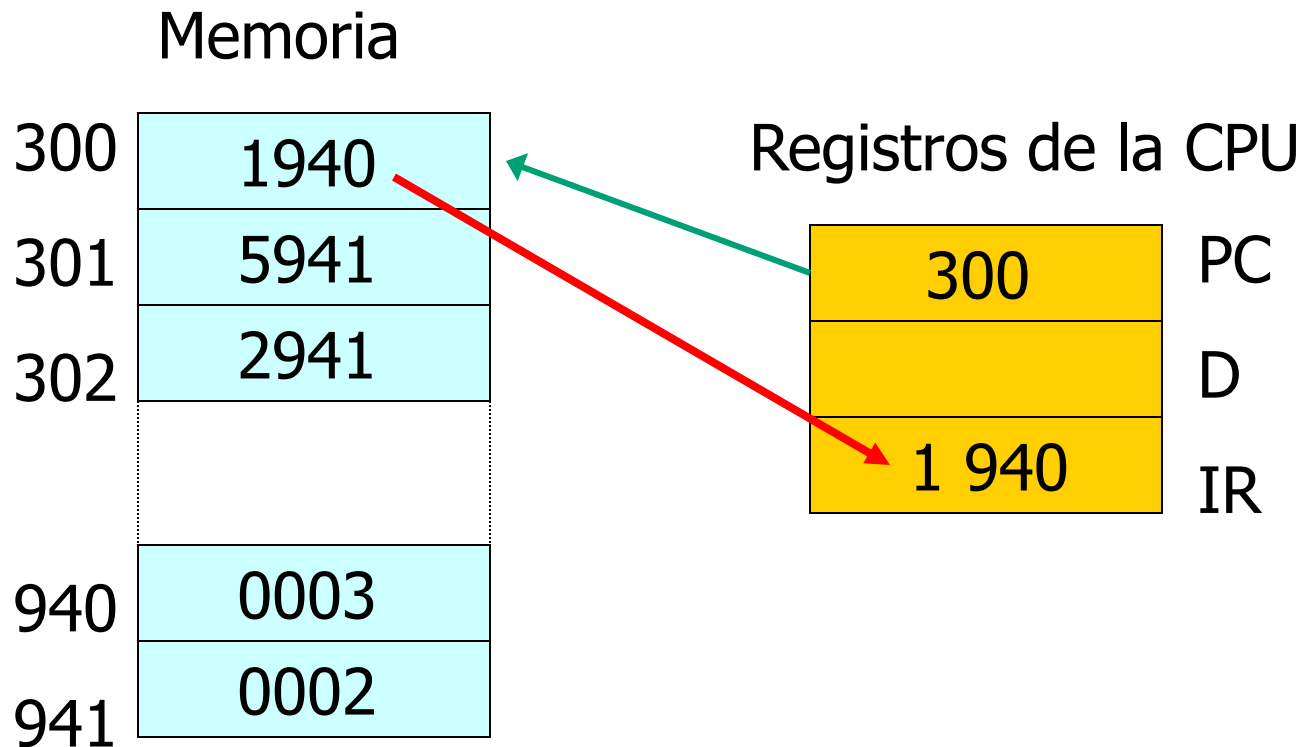 Memoria
300 1940
301 5941
302 2941
940 0003
941 0002
Registros de la CPU
300 PC
D
1 940 IR